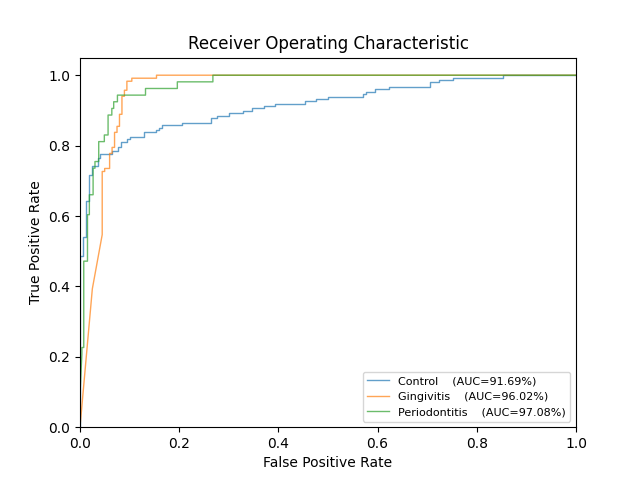 Receiver Operating Characteristic
True Positive Rate
1.0
0.8
0.6
0.4
0.2
0.0
0.0 0.2 0.4 0.6 0.8 1.0
False Positive Rate
Control (AUC=91.69%)
Gingivitis (AUC=96.02%)
Periodontitis (AUC=97.08%)